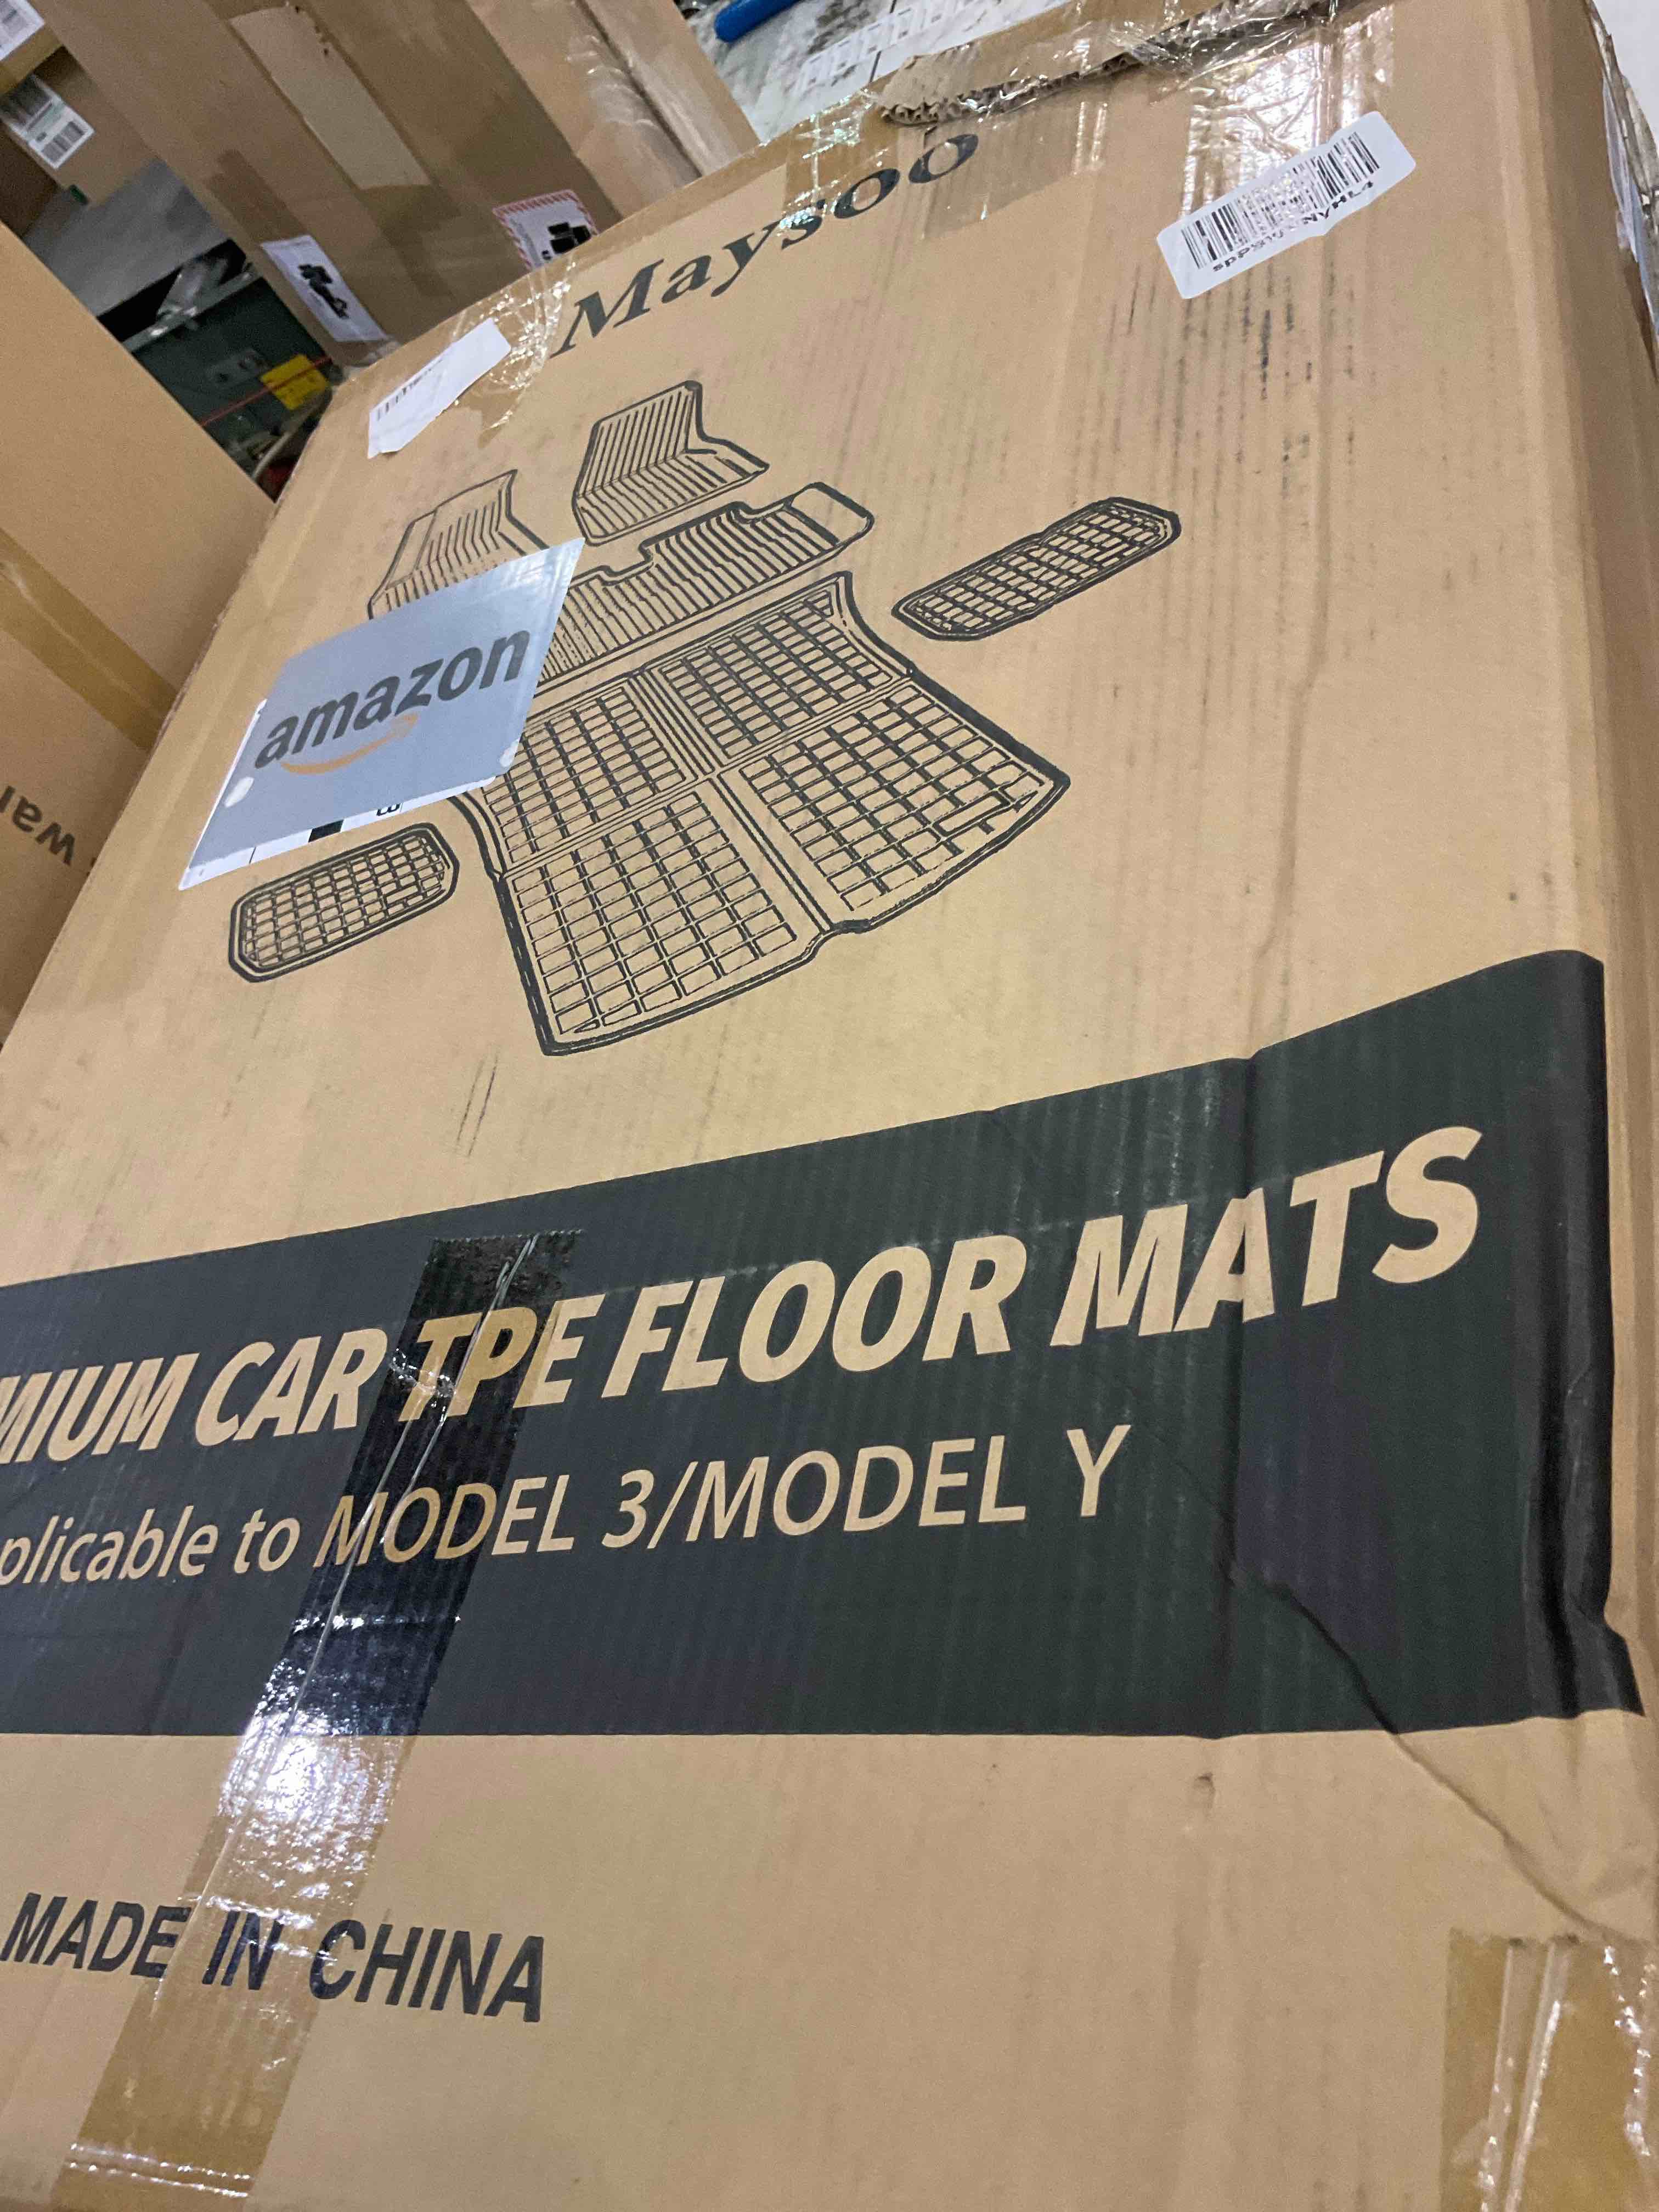 Maysoo
amazon
MIUM CAR TPE FLOOR MATS
plicable to MODEL 3/MODEL Y
MADE IN CHINA